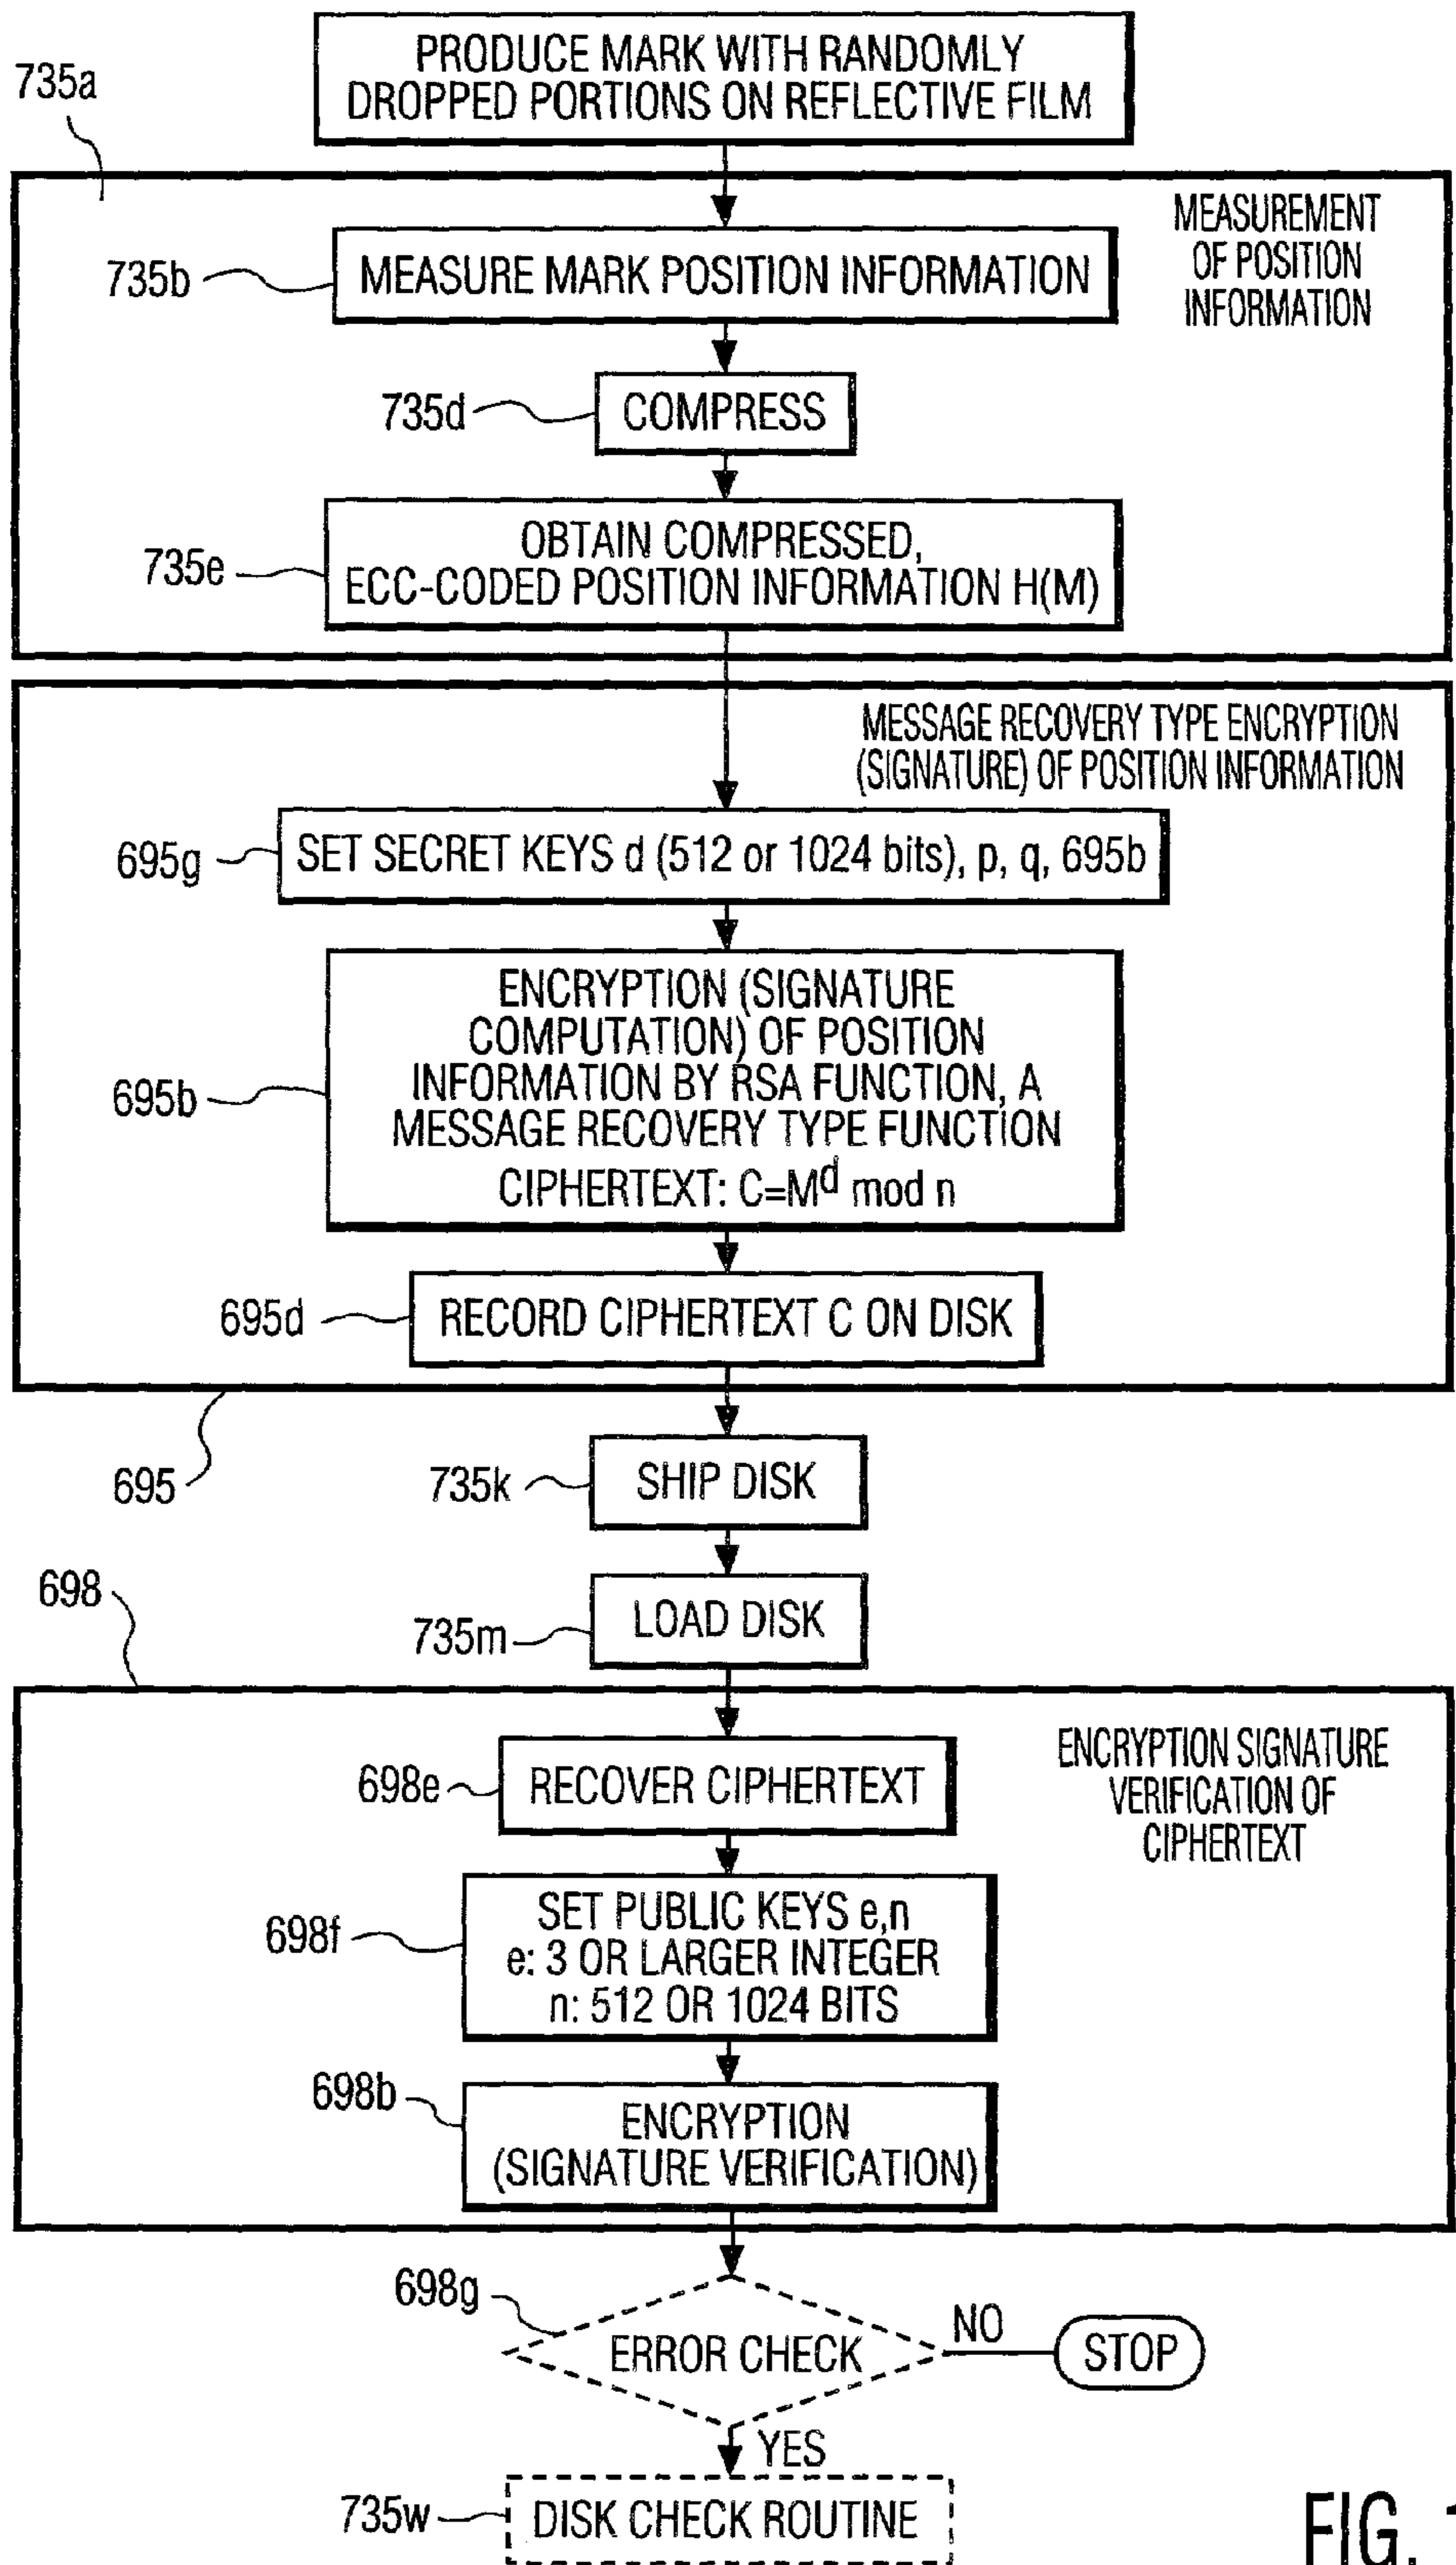 PRODUCE MARK WITH RANDOMLY
DROPPED PORTIONS ON REFLECTIVE FILM
735a
MEASUREMENT
OF POSITION
INFORMATION
735b
MEASURE MARK POSITION INFORMATION
735d
COMPRESS
735e
OBTAIN COMPRESSED,
ECC-CODED POSITION INFORMATION H(M)
MESSAGE RECOVERY TYPE ENCRYPTION
(SIGNATURE) OF POSITION INFORMATION
695g
SET SECRET KEYS d (512 or 1024 bits), p, q, 695b
695b
ENCRYPTION (SIGNATURE
COMPUTATION) OF POSITION
INFORMATION BY RSA FUNCTION, A
MESSAGE RECOVERY TYPE FUNCTION
CIPHERTEXT: C=M^d mod n
695d
RECORD CIPHERTEXT C ON DISK
695
735k
SHIP DISK
698
735m
LOAD DISK
ENCRYPTION SIGNATURE
VERIFICATION OF
CIPHERTEXT
698e
RECOVER CIPHERTEXT
698f
SET PUBLIC KEYS e,n
e: 3 OR LARGER INTEGER
n: 512 OR 1024 BITS
698b
ENCRYPTION
(SIGNATURE VERIFICATION)
698g
ERROR CHECK
NO
STOP
YES
735w
DISK CHECK ROUTINE
FIG.